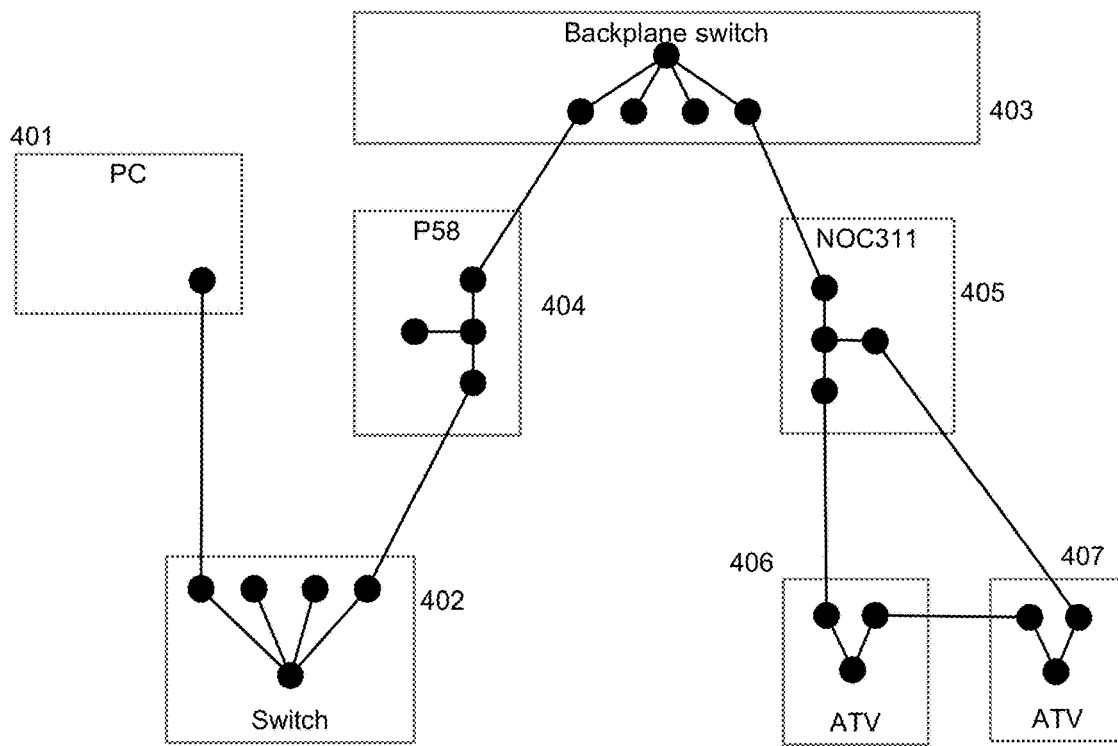 Backplane switch
403
401
PC
P58
404
NOC311
405
406
407
402
Switch
ATV
ATV